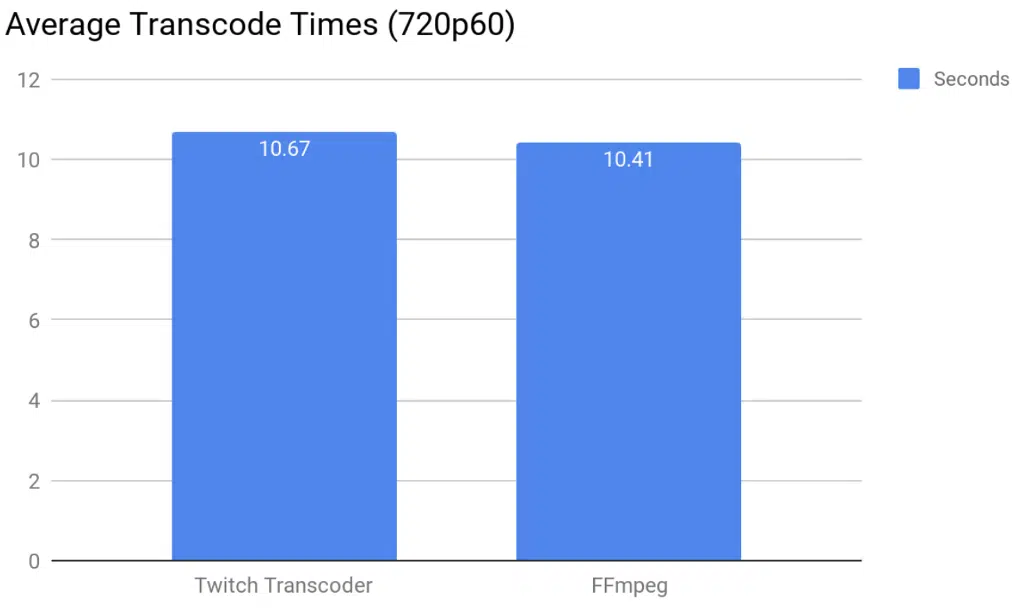 Average Transcode Times (720p60)
12
Seconds
10.67
10
10.41
8
6
4
2
0
Twitch Transcoder
FFmpeg